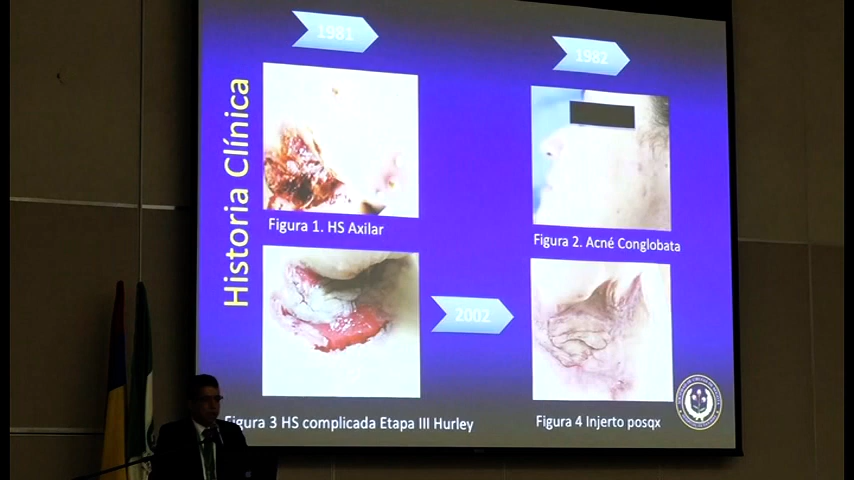 1981
1982
Historia Clínica
Figura 1. HS Axilar
Figura 2. Acné Conglobata
2002
Figura 3 HS complicada Etapa III Hurley
Figura 4 Injerto posqx